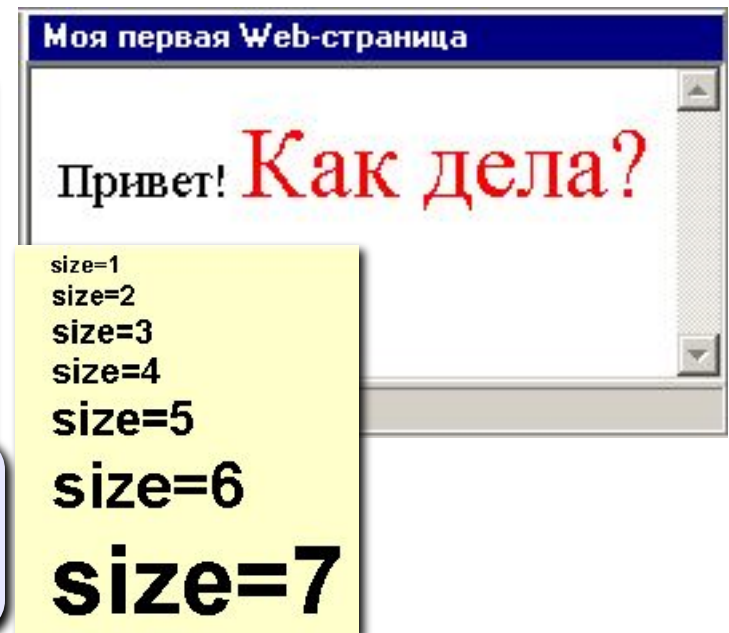 Моя первая Web-страница
Привет! Как дела?
size=1
size=2
size=3
size=4
size=5
size=6
size=7